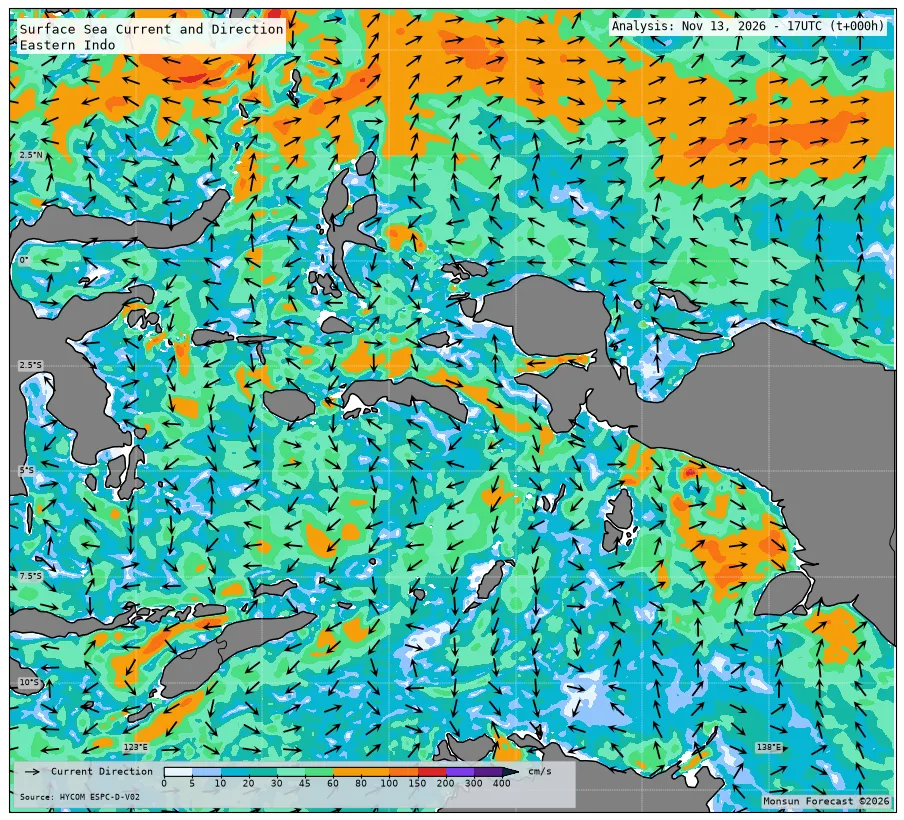 Surface Sea Current and Direction
Eastern Indo
Analysis: Nov 13, 2026 - 17UTC (t+000h)
2.5°N
0°
2.5°S
5°S
7.5°S
10°S
123°E
138°E
Current Direction
0 5 10 20 30 45 60 80 100 150 200 300 400
cm/s
Source: HYCOM ESPC-D-V02
Monsun Forecast ©2026